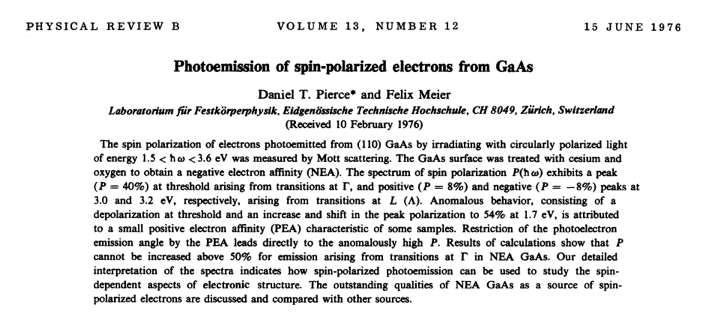 PHYSICAL REVIEW B VOLUME 13, NUMBER 12 15 JUNE 1976
Photoemission of spin-polarized electrons from GaAs
Daniel T. Pierce* and Felix Meier
Laboratorium für Festkörperphysik, Eidgenössische Technische Hochschule, CH 8049, Zürich, Switzerland
(Received 10 February 1976)
The spin polarization of electrons photoemitted from (110) GaAs by irradiating with circularly polarized light
of energy 1.5 < ħω < 3.6 eV was measured by Mott scattering. The GaAs surface was treated with cesium and
oxygen to obtain a negative electron affinity (NEA). The spectrum of spin polarization P(ħω) exhibits a peak
(P = 40%) at threshold arising from transitions at Γ, and positive (P = 8%) and negative (P = −8%) peaks at
3.0 and 3.2 eV, respectively, arising from transitions at L (Λ). Anomalous behavior, consisting of a
depolarization at threshold and an increase and shift in the peak polarization to 54% at 1.7 eV, is attributed
to a small positive electron affinity (PEA) characteristic of some samples. Restriction of the photoelectron
emission angle by the PEA leads directly to the anomalously high P. Results of calculations show that P
cannot be increased above 50% for emission arising from transitions at Γ in NEA GaAs. Our detailed
interpretation of the spectra indicates how spin-polarized photoemission can be used to study the spin-
dependent aspects of electronic structure. The outstanding qualities of NEA GaAs as a source of spin-
polarized electrons are discussed and compared with other sources.